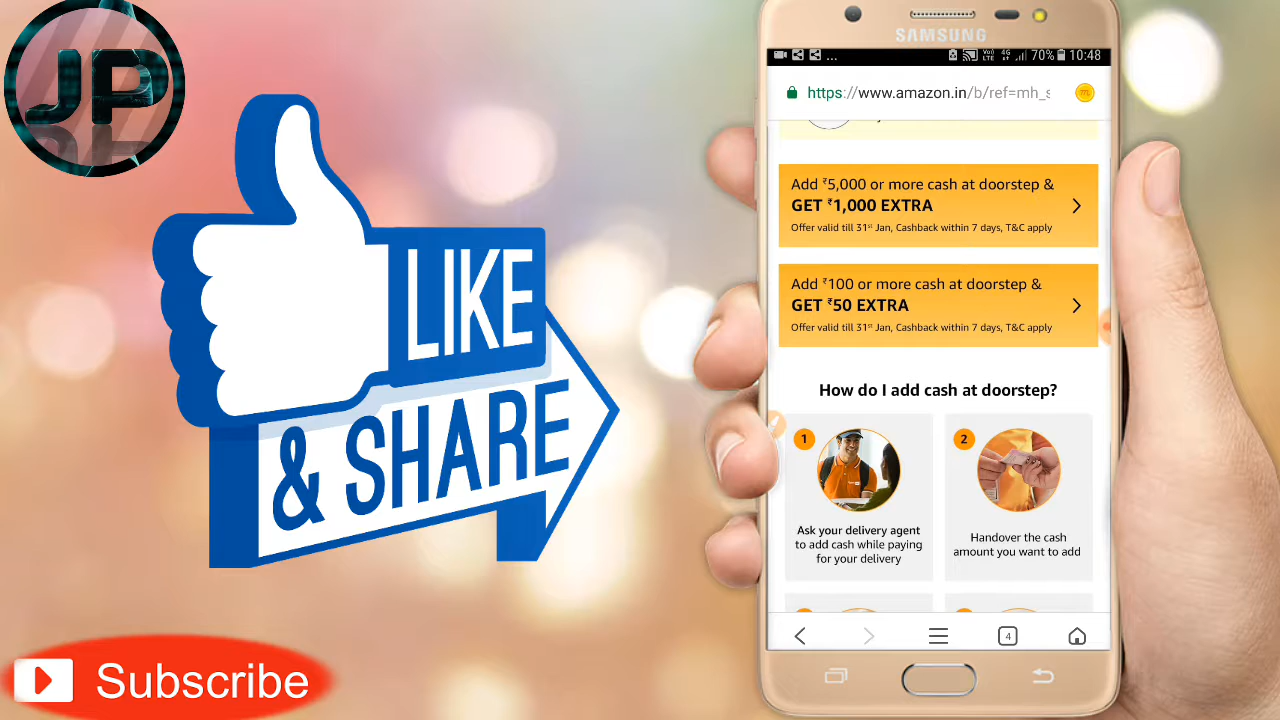 JP
LIKE
& SHARE
Subscribe
SAMSUNG
... VoD LTE 4G 70% 10:48
https://www.amazon.in/b/ref=mh_s
m
Add ₹5,000 or more cash at doorstep &
GET ₹1,000 EXTRA
Offer valid till 31st Jan, Cashback within 7 days, T&C apply
Add ₹100 or more cash at doorstep &
GET ₹50 EXTRA
Offer valid till 31st Jan, Cashback within 7 days, T&C apply
How do I add cash at doorstep?
1
Ask your delivery agent
to add cash while paying
for your delivery
2
Handover the cash
amount you want to add
4